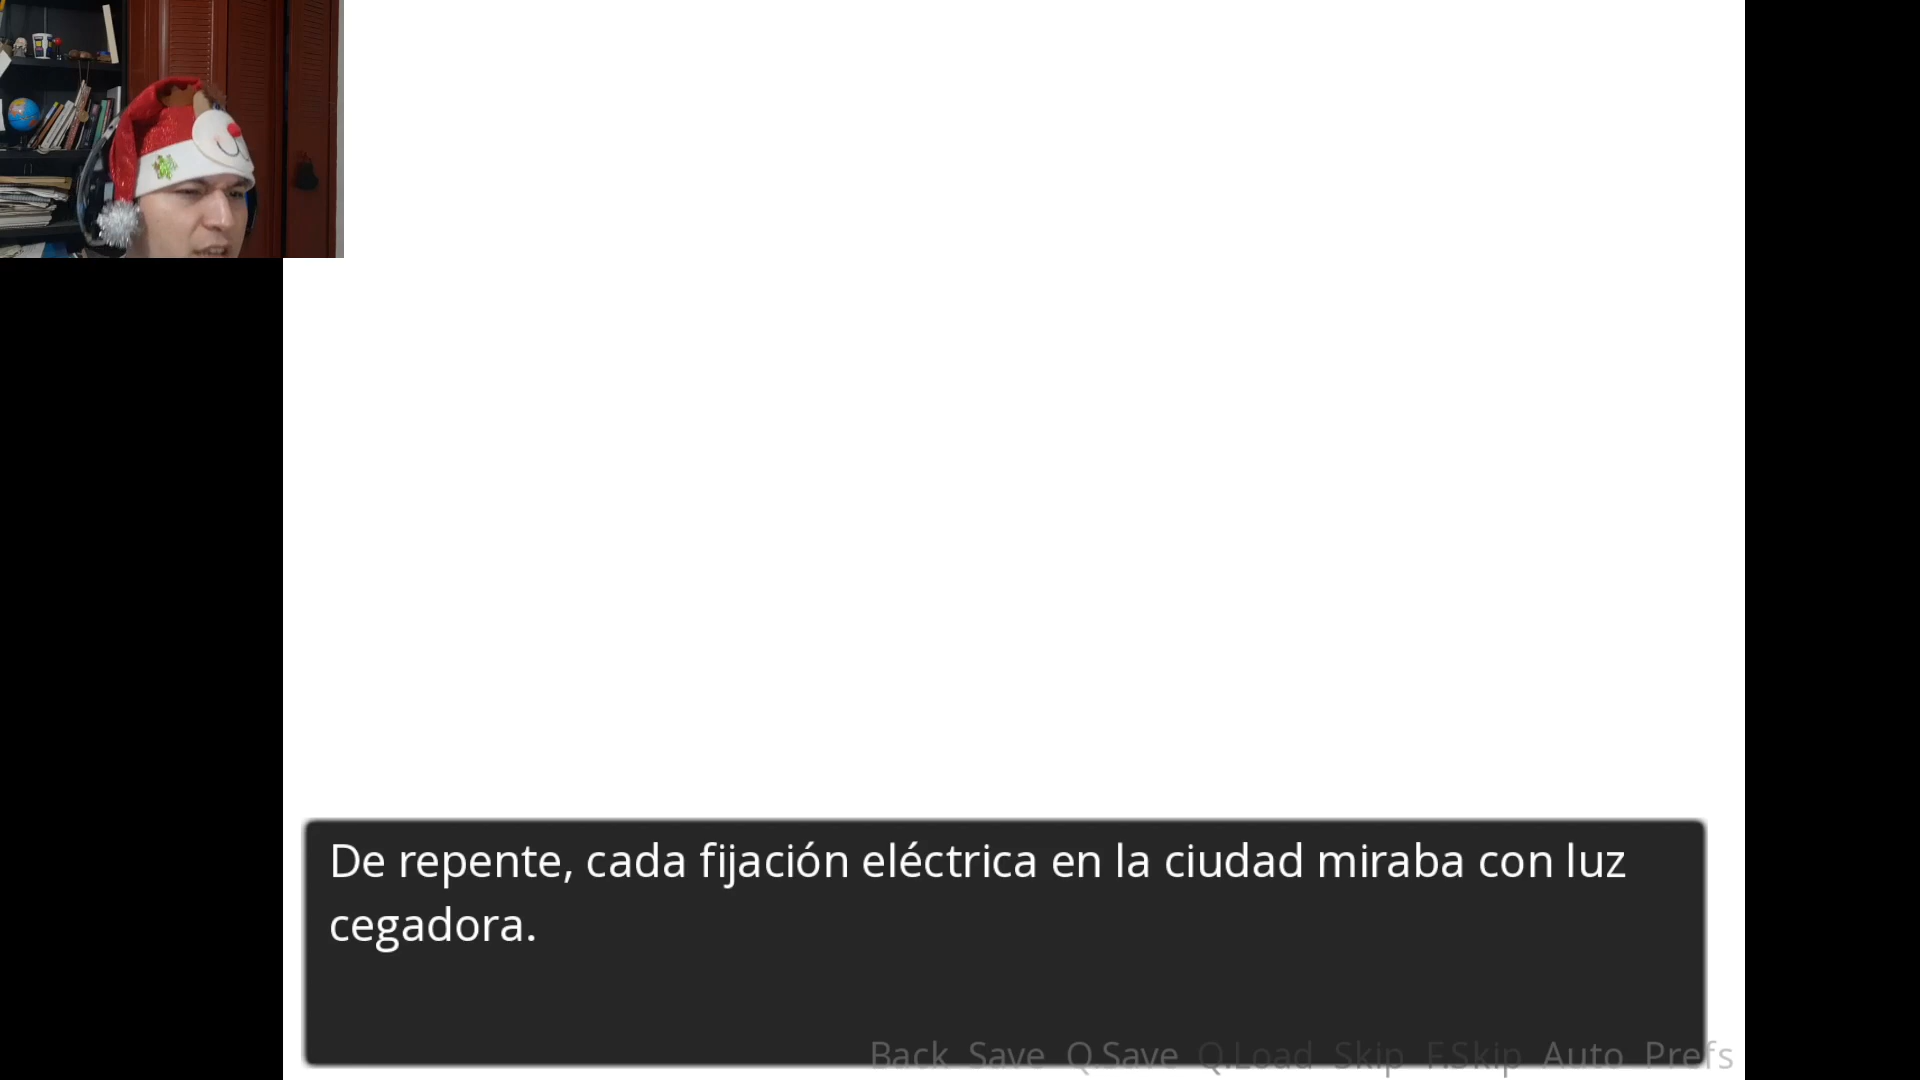 De repente, cada fijación eléctrica en la ciudad miraba con luz
cegadora.
Back Save Q.Save Q.Load Skip F.Skip Auto Prefs